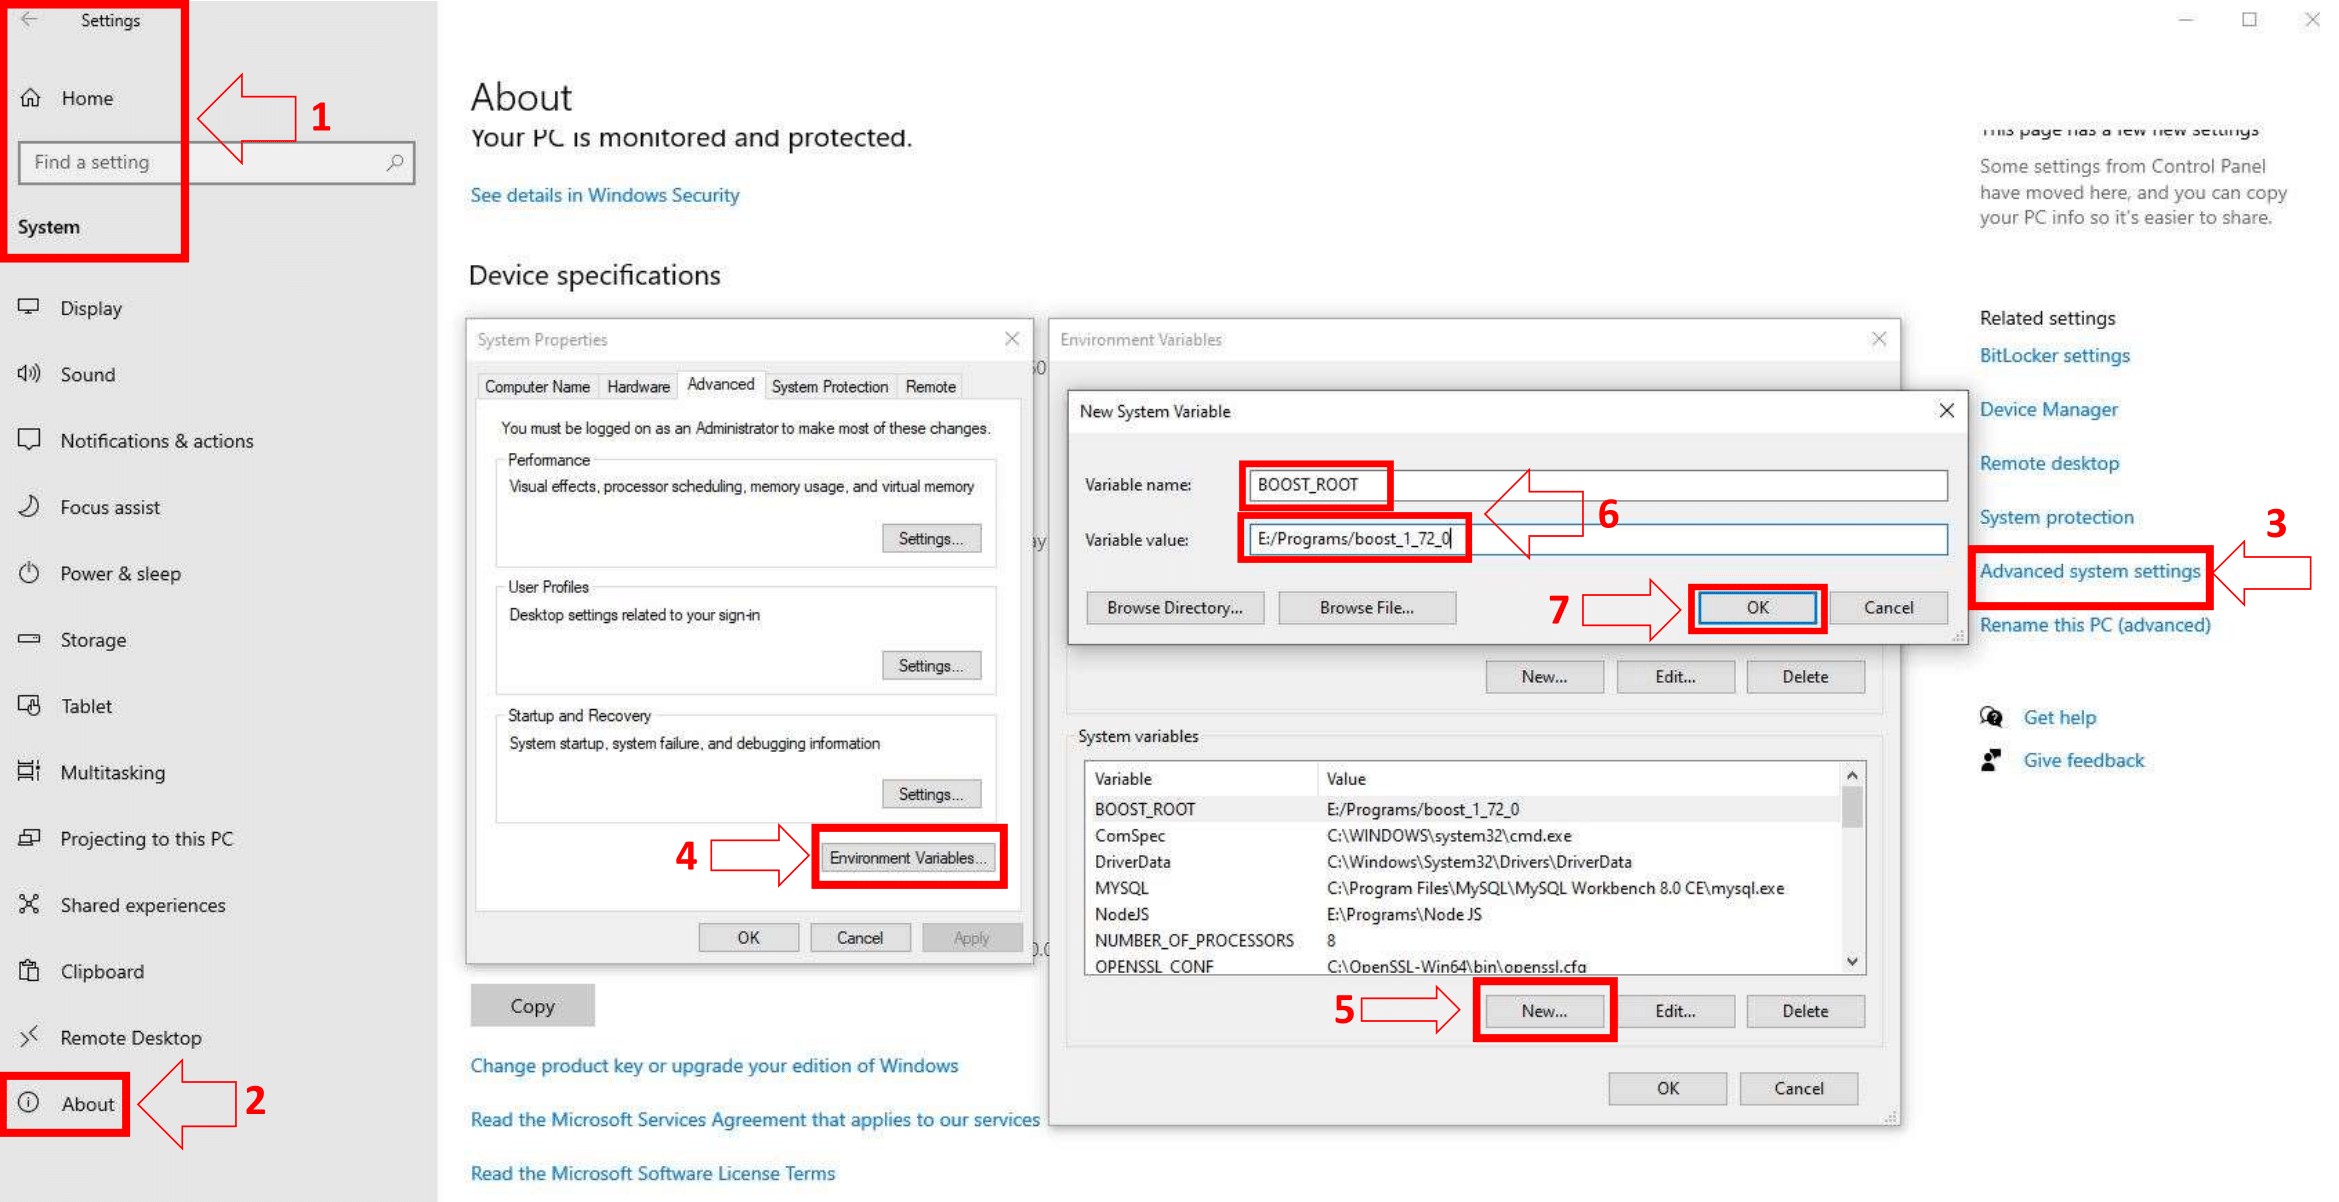 Settings
Home
1
Find a setting
System
Display
Sound
Notifications & actions
Focus assist
Power & sleep
Storage
Tablet
Multitasking
Projecting to this PC
Shared experiences
Clipboard
Remote Desktop
About
2
About
Your PC is monitored and protected.
See details in Windows Security
Device specifications
System Properties
Computer Name Hardware Advanced System Protection Remote
You must be logged on as an Administrator to make most of these changes.
Performance
Visual effects, processor scheduling, memory usage, and virtual memory
Settings...
User Profiles
Desktop settings related to your sign-in
Settings...
Startup and Recovery
System startup, system failure, and debugging information
Settings...
4
Environment Variables...
OK Cancel Apply
Copy
Change product key or upgrade your edition of Windows
Read the Microsoft Services Agreement that applies to our services
Read the Microsoft Software License Terms
Environment Variables
New System Variable
Variable name: BOOST_ROOT
Variable value: E:/Programs/boost_1_72_0
6
Browse Directory... Browse File... 7 OK Cancel
New... Edit... Delete
System variables
Variable Value
BOOST_ROOT E:/Programs/boost_1_72_0
ComSpec C:\WINDOWS\system32\cmd.exe
DriverData C:\Windows\System32\Drivers\DriverData
MYSQL C:\Program Files\MySQL\MySQL Workbench 8.0 CE\mysql.exe
NodeJS E:\Programs\Node JS
NUMBER_OF_PROCESSORS 8
OPENSSL_CONF C:\OpenSSL-Win64\bin\openssl.cfg
5 New... Edit... Delete
OK Cancel
This page has a few new settings
Some settings from Control Panel
have moved here, and you can copy
your PC info so it's easier to share.
Related settings
BitLocker settings
Device Manager
Remote desktop
System protection
3
Advanced system settings
Rename this PC (advanced)
Get help
Give feedback